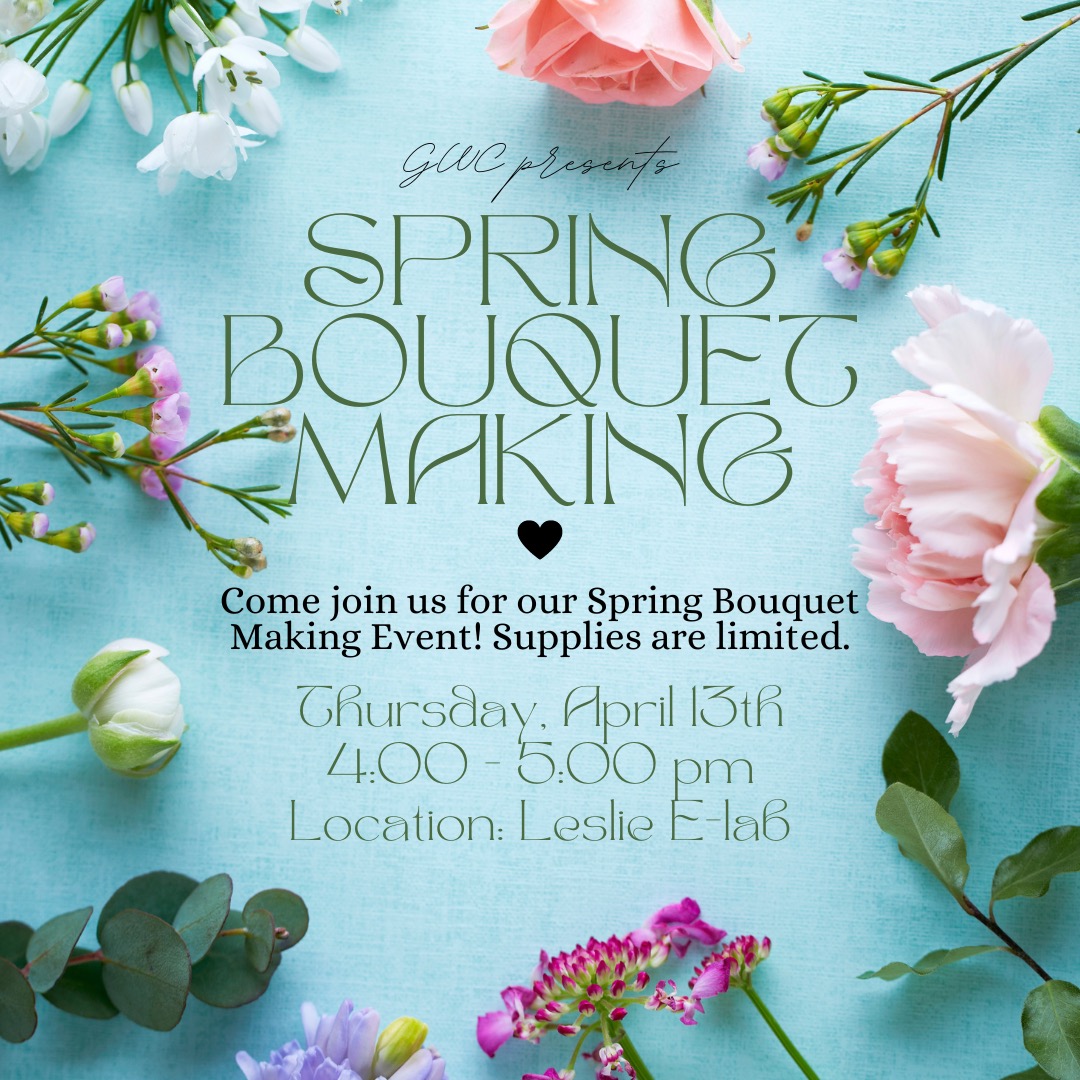 GWC presents
SPRING
BOUQUET
MAKING
Come join us for our Spring Bouquet
Making Event! Supplies are limited.
Thursday, April 13th
4:00 - 5:00 pm
Location: Leslie E-lab